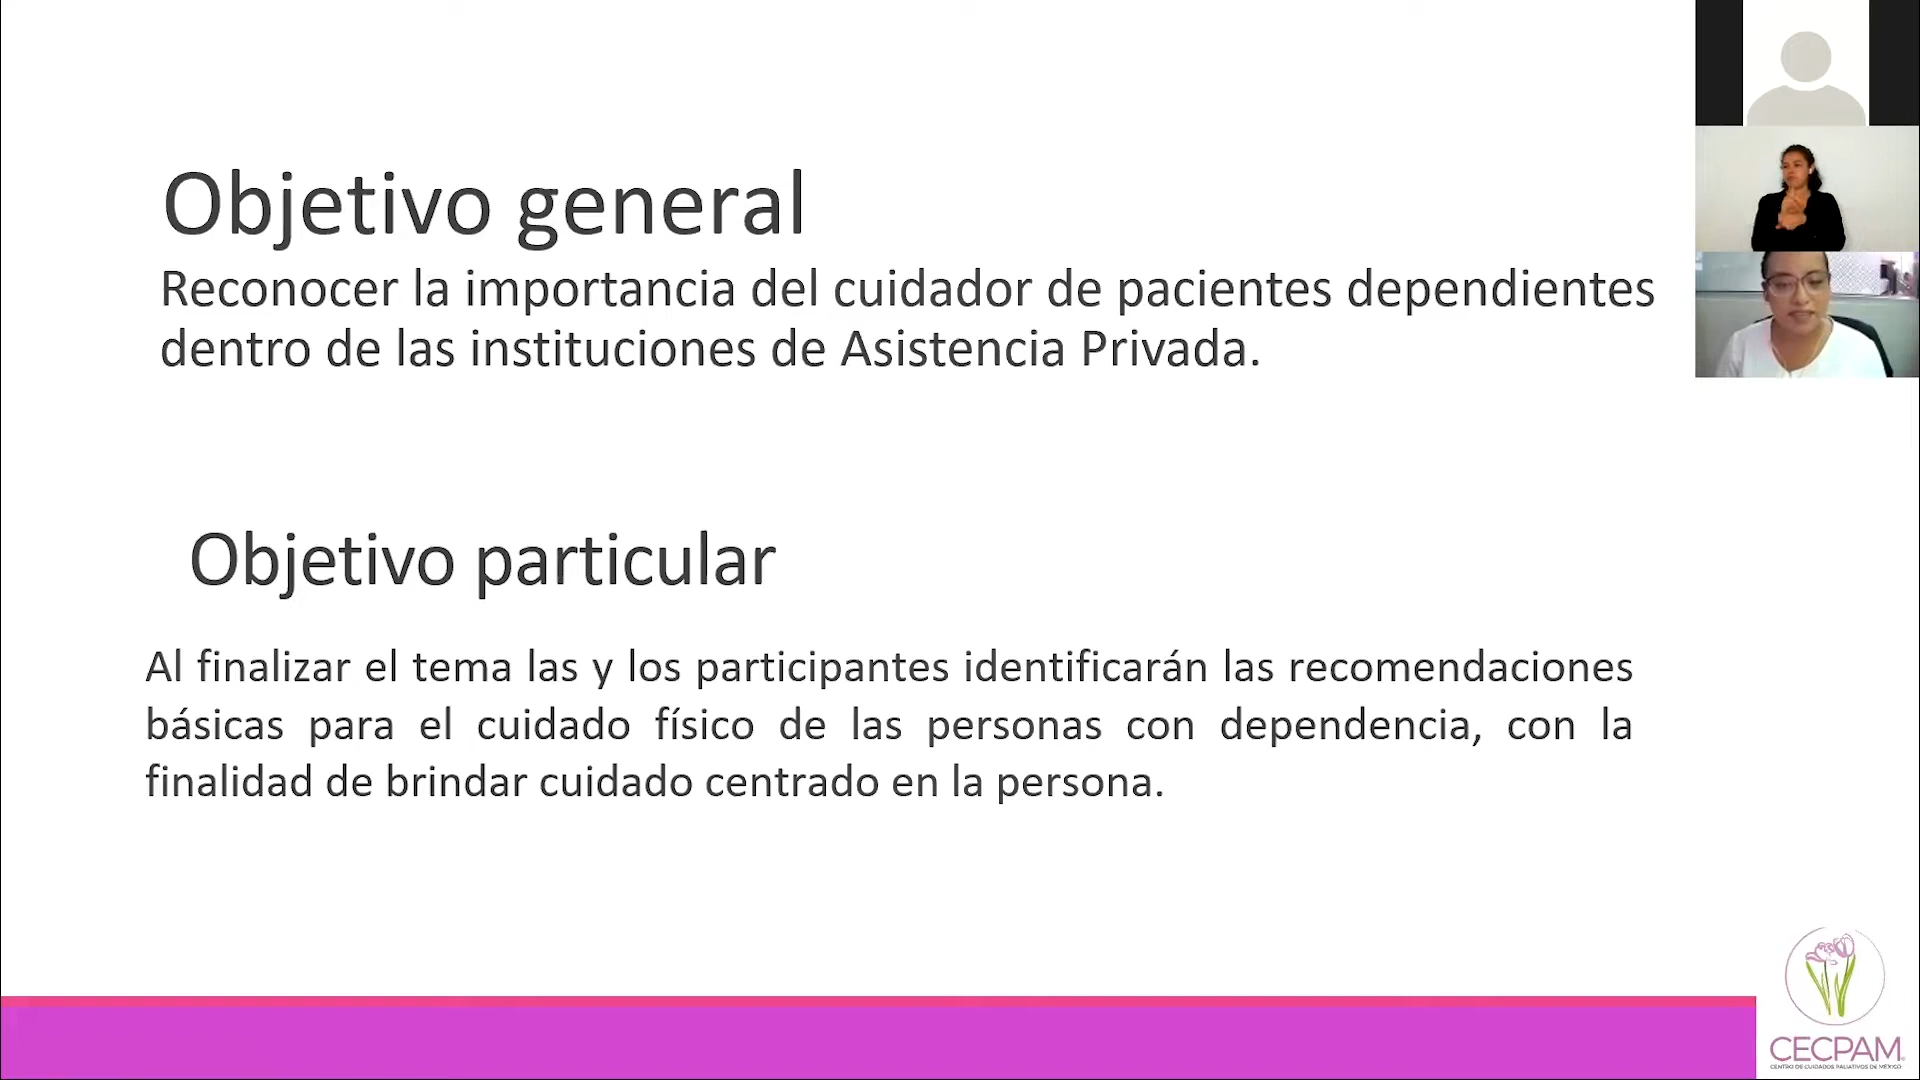 Objetivo general
Reconocer la importancia del cuidador de pacientes dependientes
dentro de las instituciones de Asistencia Privada.
Objetivo particular
Al finalizar el tema las y los participantes identificarán las recomendaciones
básicas para el cuidado físico de las personas con dependencia, con la
finalidad de brindar cuidado centrado en la persona.
CECPAM
CENTRO DE CUIDADOS PALIATIVOS DE MÉXICO